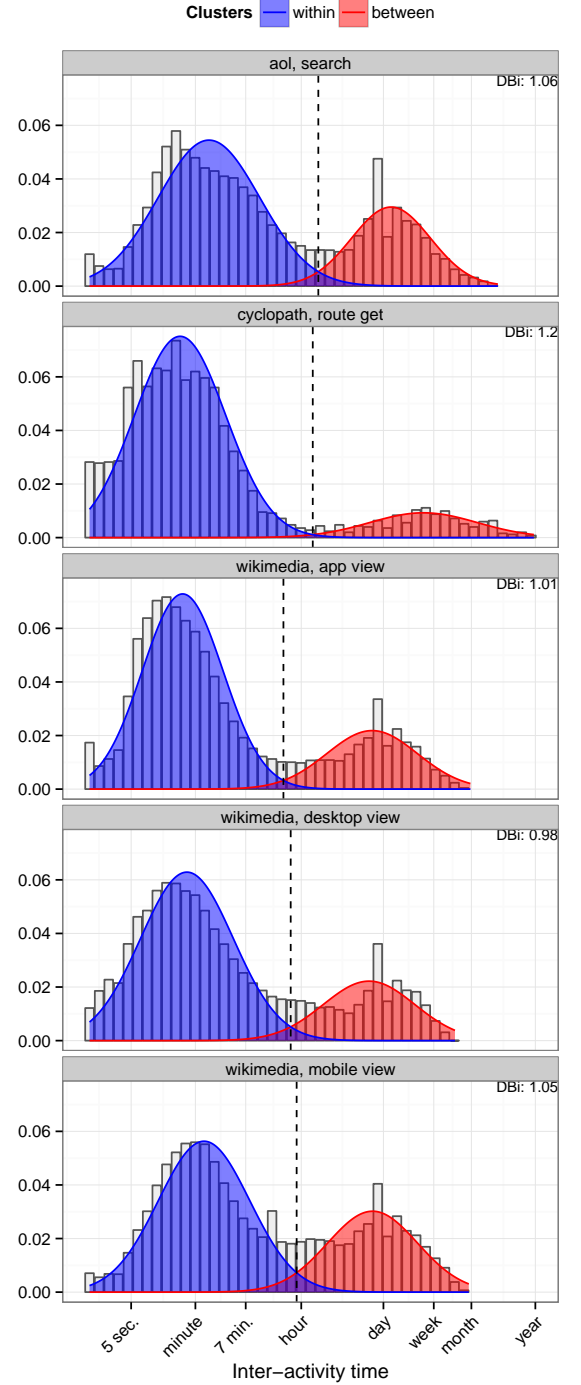 Clusters within between
aol, search
DBi: 1.06
0.06
0.04
0.02
0.00
cyclopath, route get
DBi: 1.2
0.06
0.04
0.02
0.00
wikimedia, app view
DBi: 1.01
0.06
0.04
0.02
0.00
wikimedia, desktop view
DBi: 0.98
0.06
0.04
0.02
0.00
wikimedia, mobile view
DBi: 1.05
0.06
0.04
0.02
0.00
5 sec. minute 7 min. hour day week month year
Inter−activity time